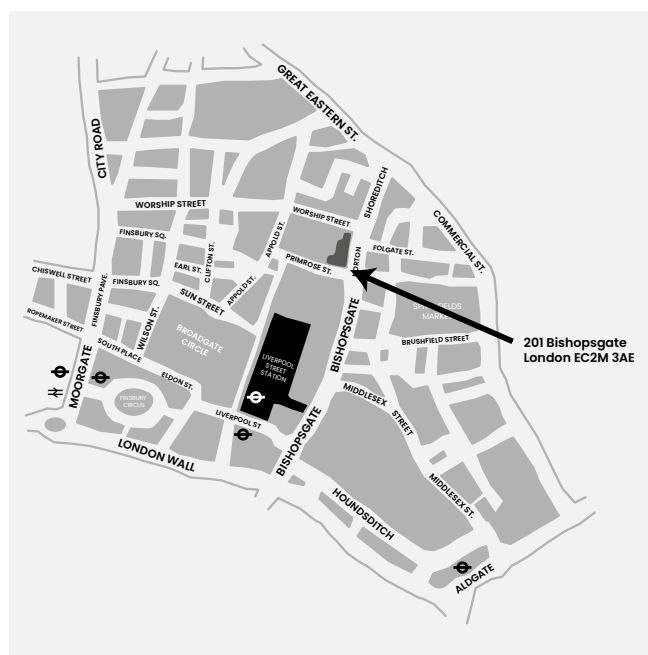 GREAT EASTERN ST.
CITY ROAD
SHOREDITCH
WORSHIP STREET
WORSHIP STREET
COMMERCIAL ST.
FINSBURY SQ.
APPOLD ST.
FOLGATE ST.
CLIFTON ST.
PRIMROSE ST.
EARL ST.
CHISWELL STREET
FINSBURY PAVE.
FINSBURY SQ.
SUN STREET
APPOLD ST.
BISHOPSGATE
ROPEMAKER STREET
WILSON ST.
BROADGATE
CIRCLE
MARKET
BRUSHFIELD STREET
201 Bishopsgate
London EC2M 3AE
SOUTH PLACE
LIVERPOOL
STREET
STATION
MOORGATE
ELDON ST.
FINSBURY
CIRCUS
MIDDLESEX
STREET
LIVERPOOL ST
BISHOPSGATE
LONDON WALL
MIDDLESEX ST.
HOUNDSDITCH
ALDGATE